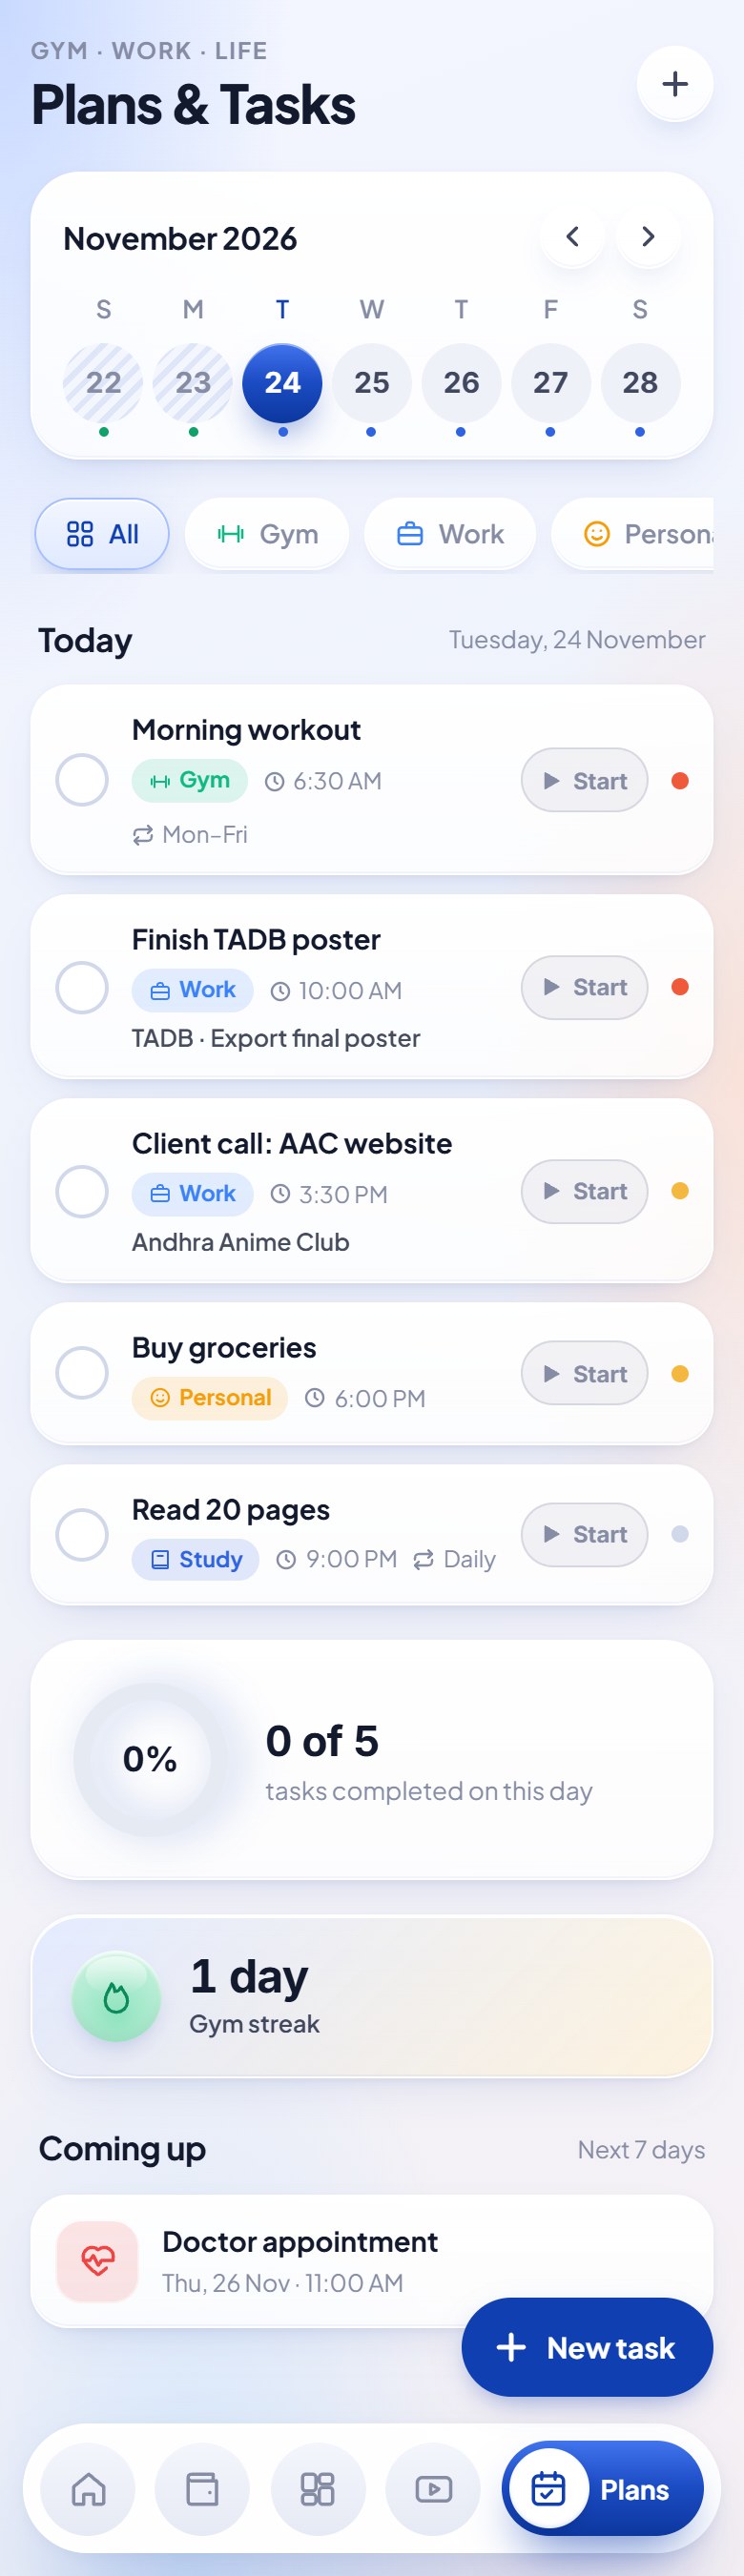 GYM · WORK · LIFE
Plans & Tasks
November 2026
S M T W T F S
22 23 24 25 26 27 28
All Gym Work Persona
Today Tuesday, 24 November
Morning workout
Gym 6:30 AM Start
Mon–Fri
Finish TADB poster
Work 10:00 AM Start
TADB · Export final poster
Client call: AAC website
Work 3:30 PM Start
Andhra Anime Club
Buy groceries
Personal 6:00 PM Start
Read 20 pages
Study 9:00 PM Daily Start
0% 0 of 5
tasks completed on this day
1 day
Gym streak
Coming up Next 7 days
Doctor appointment
Thu, 26 Nov · 11:00 AM
New task
Plans